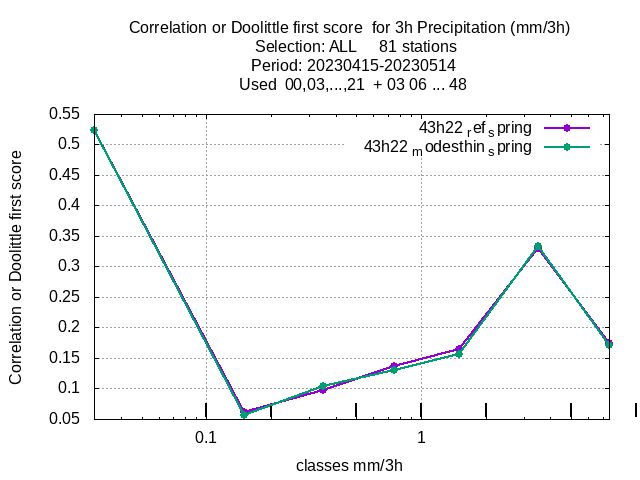 Correlation or Doolittle first score for 3h Precipitation (mm/3h)
Selection: ALL 81 stations
Period: 20230415-20230514
Used 00,03,...,21 + 03 06 ... 48
43h22 ref spring
43h22 modesthin spring
0.55
0.5
0.45
0.4
0.35
0.3
0.25
0.2
0.15
0.1
0.05
Correlation or Doolittle first score
0.1
1
classes mm/3h